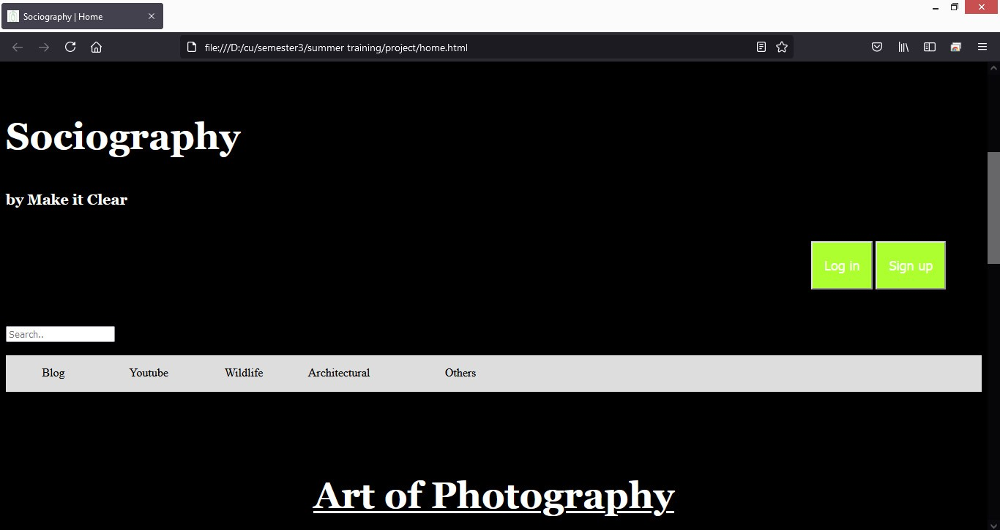 Sociography | Home
file:///D:/cu/semester3/summer training/project/home.html
Sociography
by Make it Clear
Log in Sign up
Search..
Blog Youtube Wildlife Architectural Others
Art of Photography